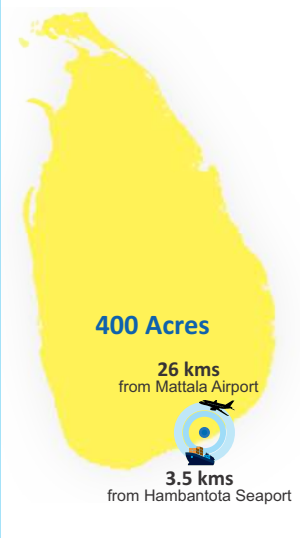 400 Acres
26 kms
from Mattala Airport
3.5 kms
from Hambantota Seaport